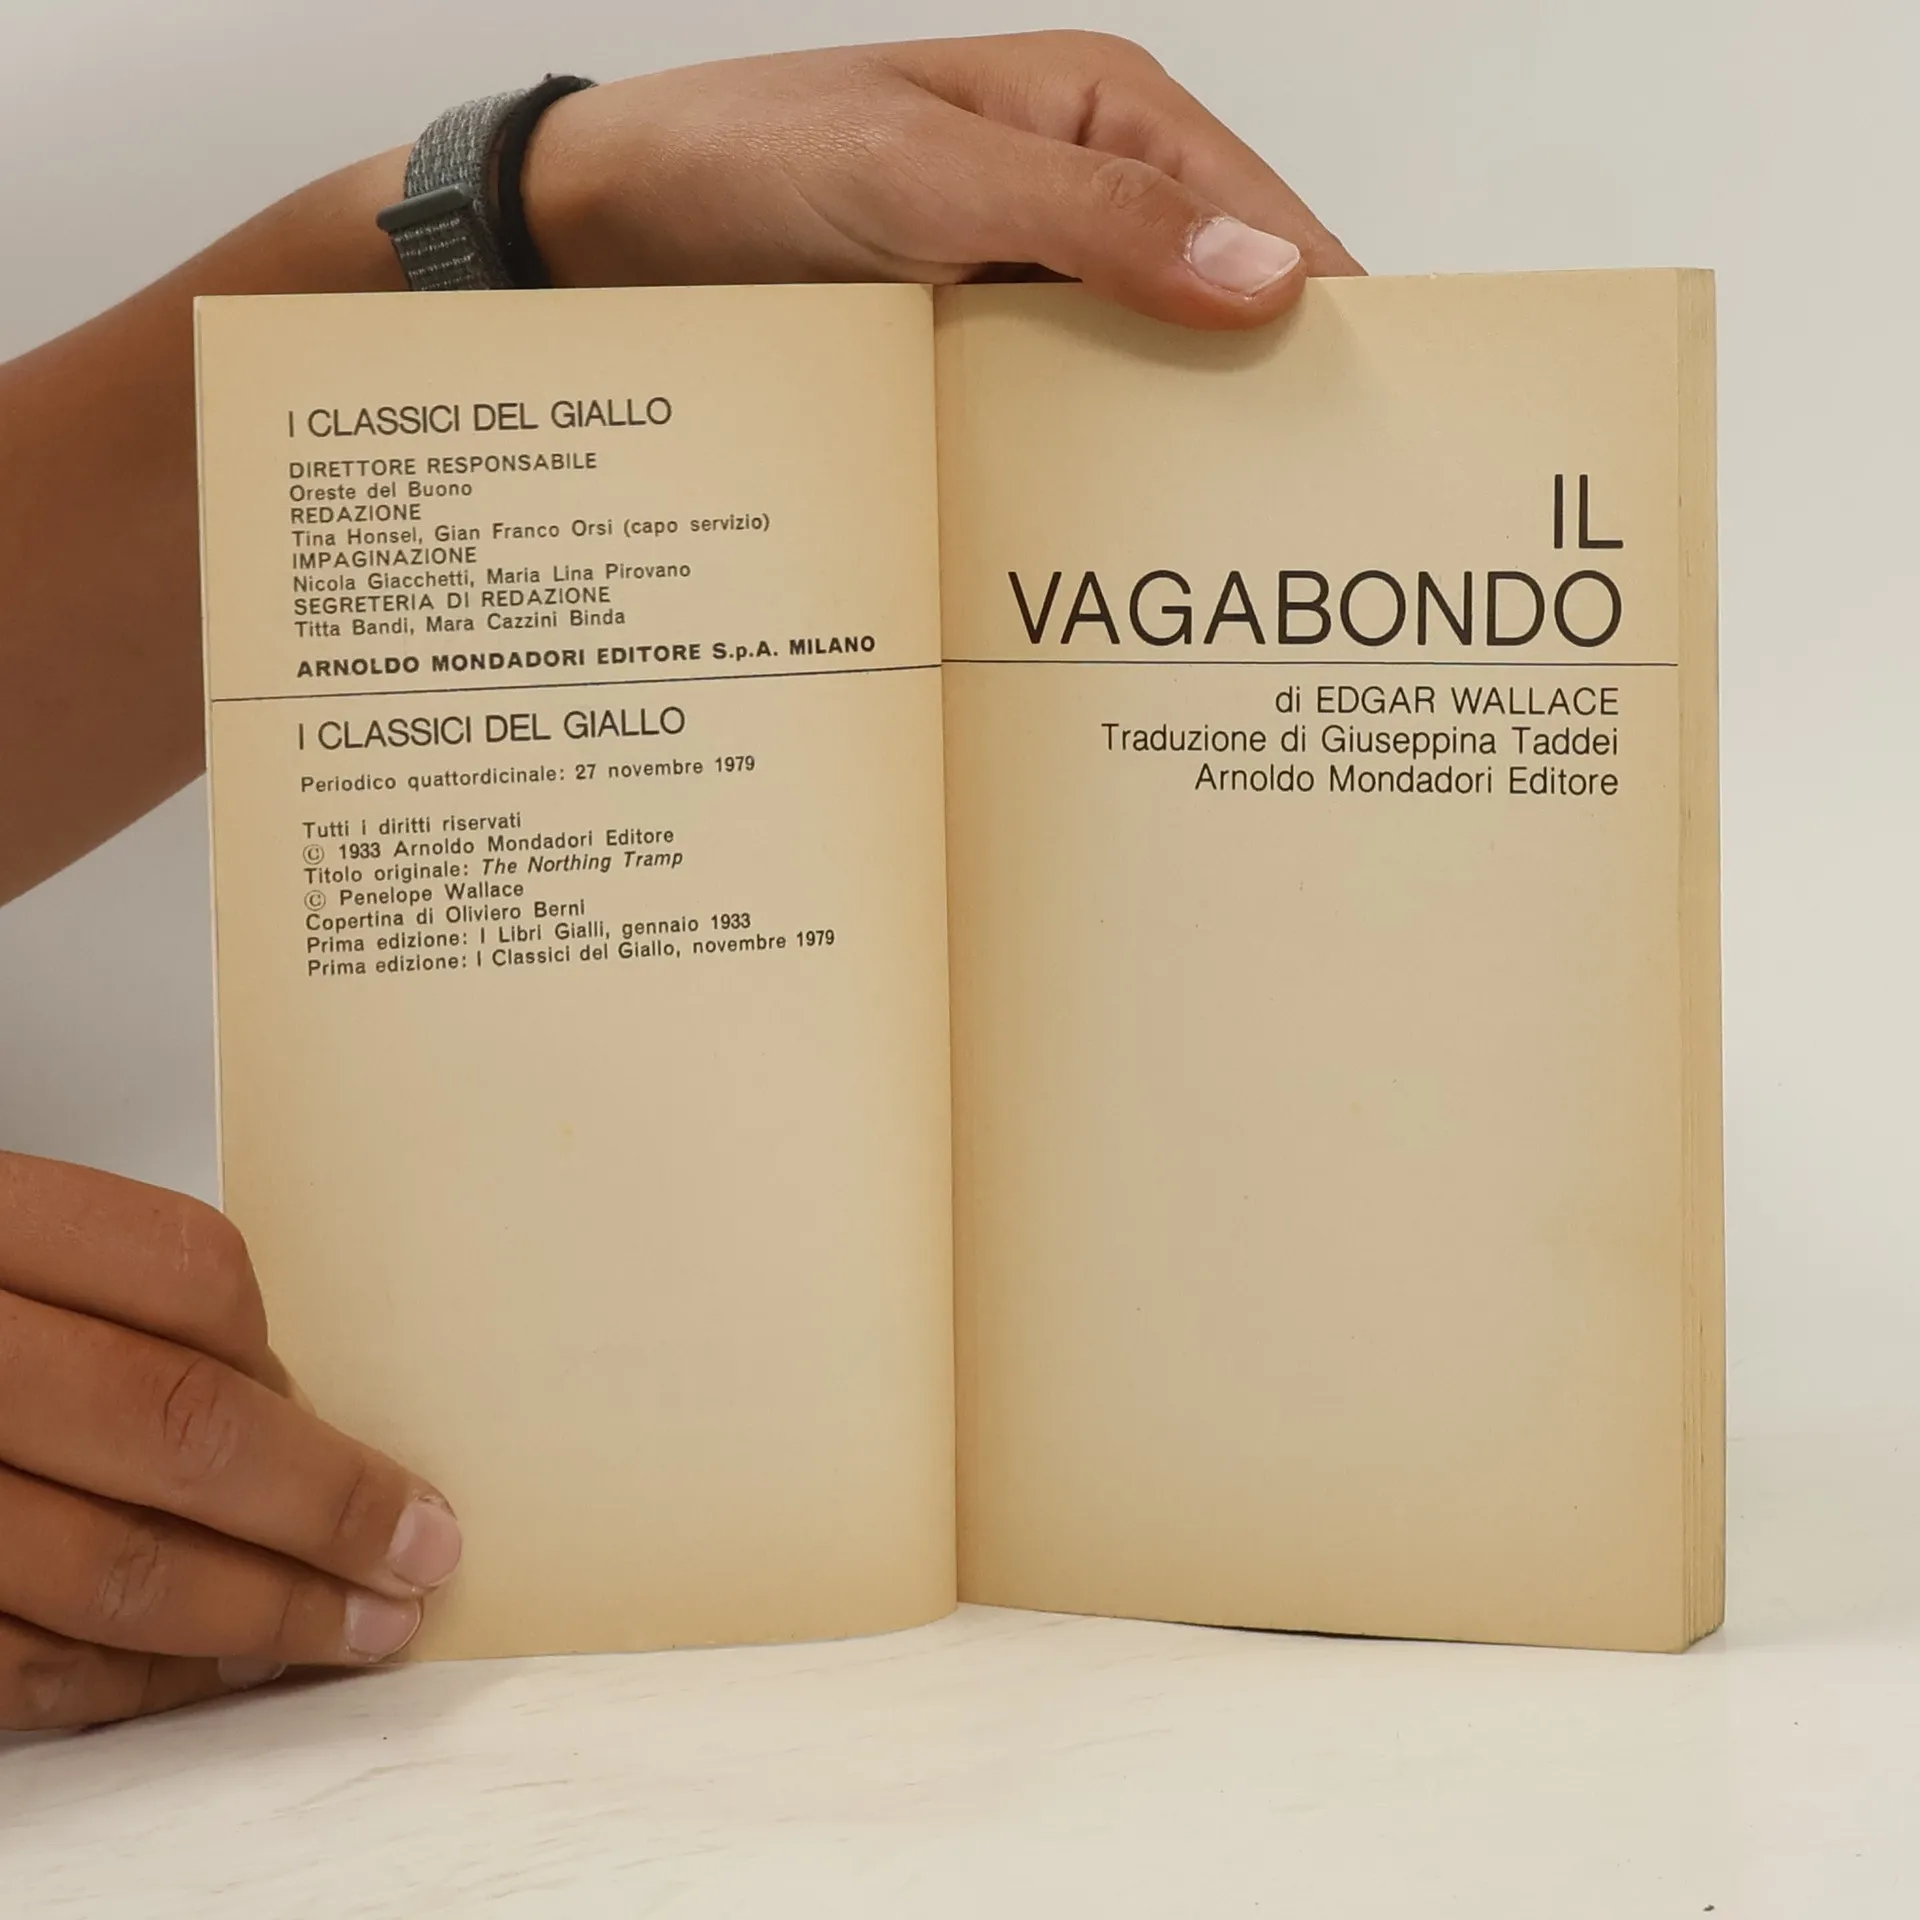 I CLASSICI DEL GIALLO
DIRETTORE RESPONSABILE
Oreste del Buono
REDAZIONE
Tina Honsel, Gian Franco Orsi (capo servizio)
IMPAGINAZIONE
Nicola Giacchetti, Maria Lina Pirovano
SEGRETERIA DI REDAZIONE
Titta Bandi, Mara Cazzini Binda
ARNOLDO MONDADORI EDITORE S.p.A. MILANO
I CLASSICI DEL GIALLO
Periodico quattordicinale: 27 novembre 1979
Tutti i diritti riservati
© 1933 Arnoldo Mondadori Editore
Titolo originale: The Northing Tramp
© Penelope Wallace
Copertina di Oliviero Berni
Prima edizione: I Libri Gialli, gennaio 1933
Prima edizione: I Classici del Giallo, novembre 1979
IL
VAGABONDO
di EDGAR WALLACE
Traduzione di Giuseppina Taddei
Arnoldo Mondadori Editore